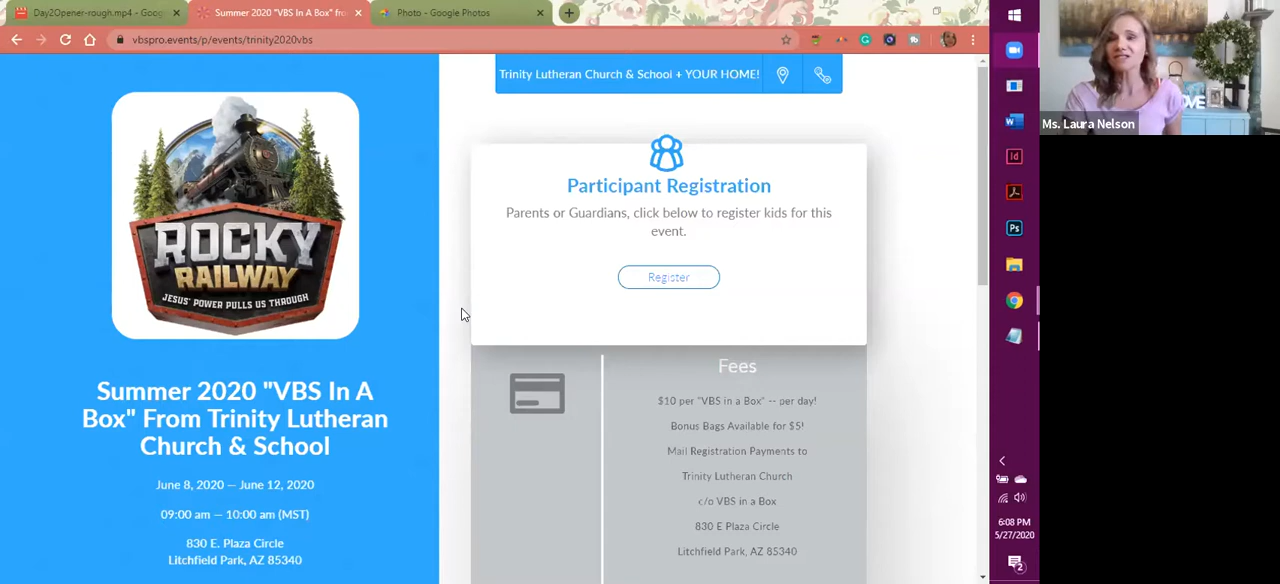 Day2Opener-rough.mp4 - Goog
Summer 2020 "VBS In A Box" fro
Photo - Google Photos
vbspro.events/p/events/trinity2020vbs
Trinity Lutheran Church & School + YOUR HOME!
Ms. Laura Nelson
Participant Registration
Parents or Guardians, click below to register kids for this
event.
Register
ROCKY
RAILWAY
JESUS' POWER PULLS US THROUGH
Summer 2020 "VBS In A
Box" From Trinity Lutheran
Church & School
June 8, 2020 — June 12, 2020
09:00 am — 10:00 am (MST)
830 E. Plaza Circle
Litchfield Park, AZ 85340
Fees
$10 per "VBS in a Box" -- per day!
Bonus Bags Available for $5!
Mail Registration Payments to
Trinity Lutheran Church
c/o VBS in a Box
830 E Plaza Circle
Litchfield Park, AZ 85340
Id
Ps
6:08 PM
5/27/2020
2